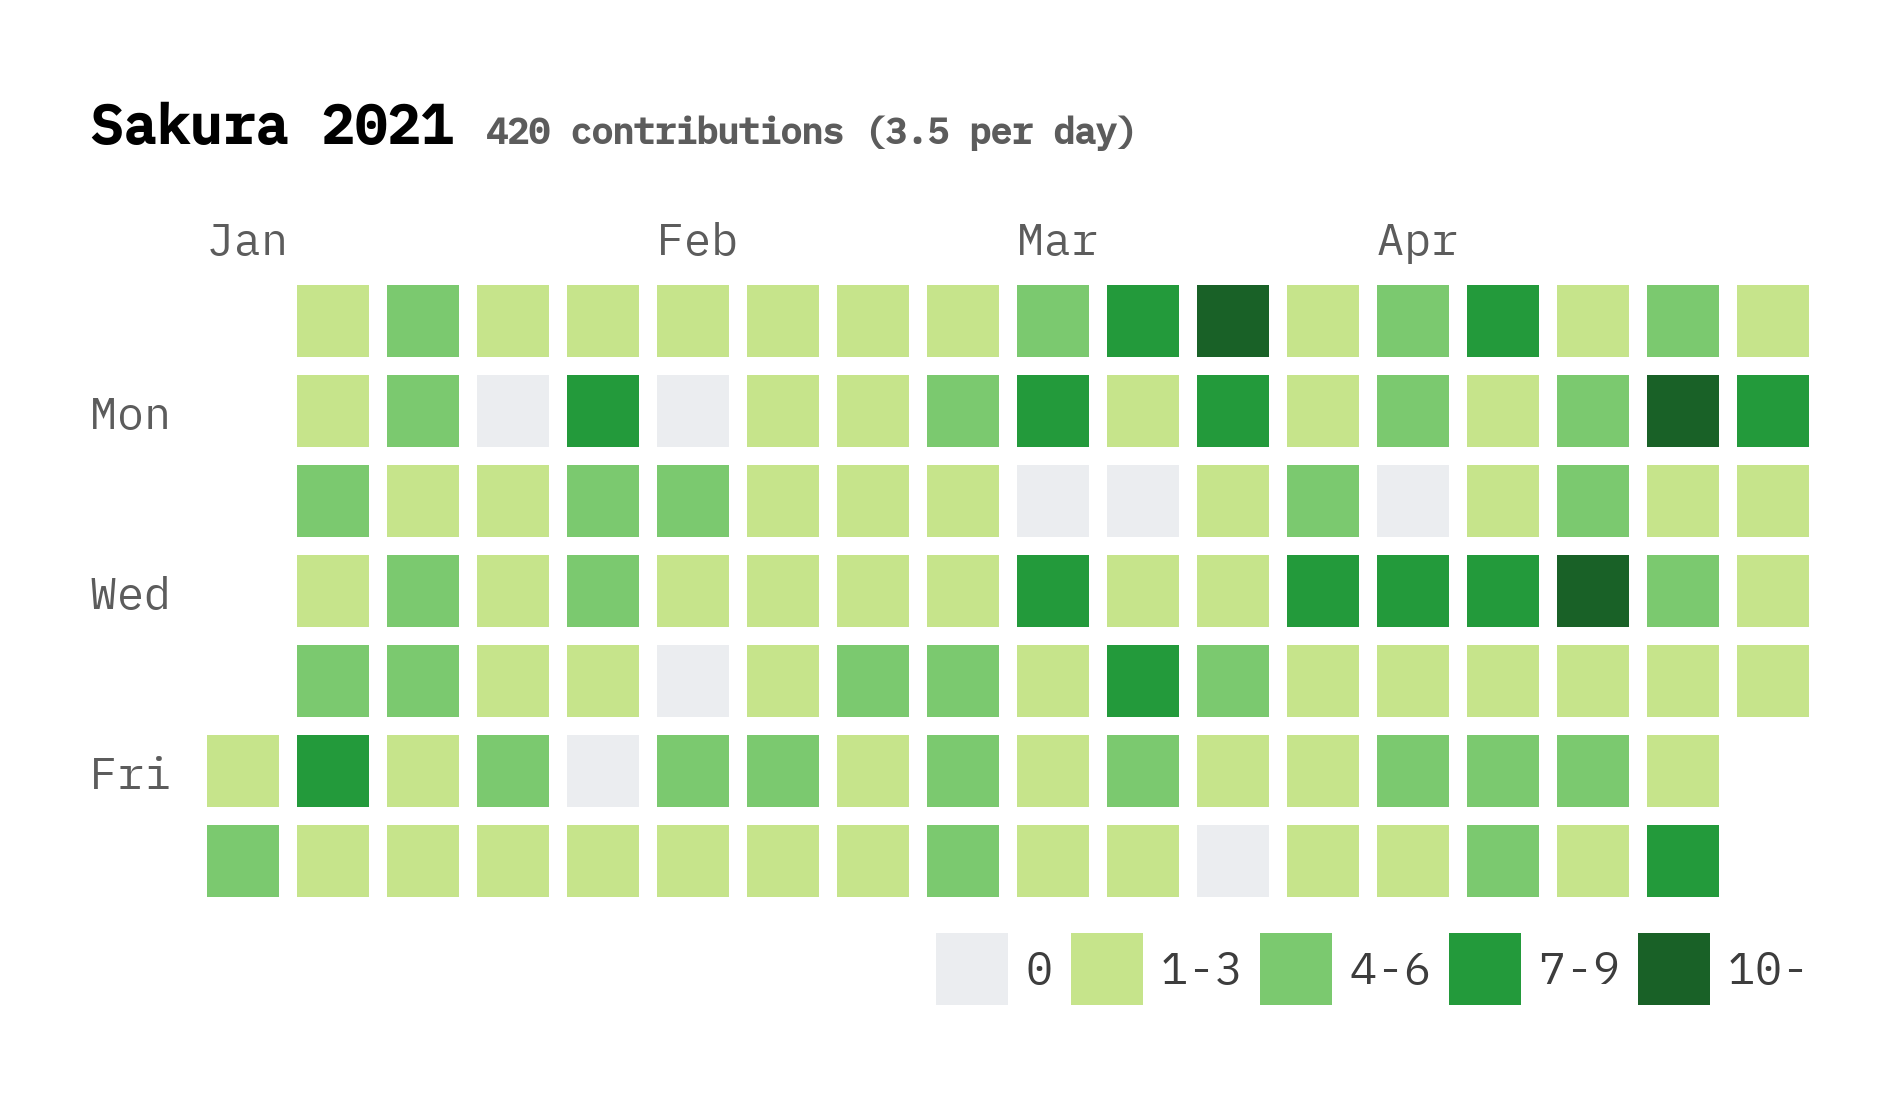 Sakura 2021 420 contributions (3.5 per day)
Jan Feb Mar Apr
Mon
Wed
Fri
0 1-3 4-6 7-9 10-